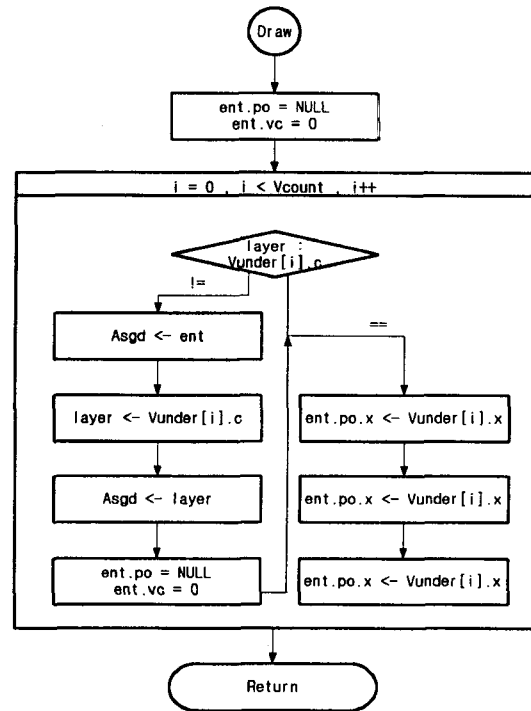 Draw
ent.po = NULL
ent.vc = 0
i = 0 , i < Vcount , i++
layer :
Vunder[i].c
!=
==
Asgd <- ent
layer <- Vunder[i].c
Asgd <- layer
ent.po = NULL
ent.vc = 0
ent.po.x <- Vunder[i].x
ent.po.x <- Vunder[i].x
ent.po.x <- Vunder[i].x
Return